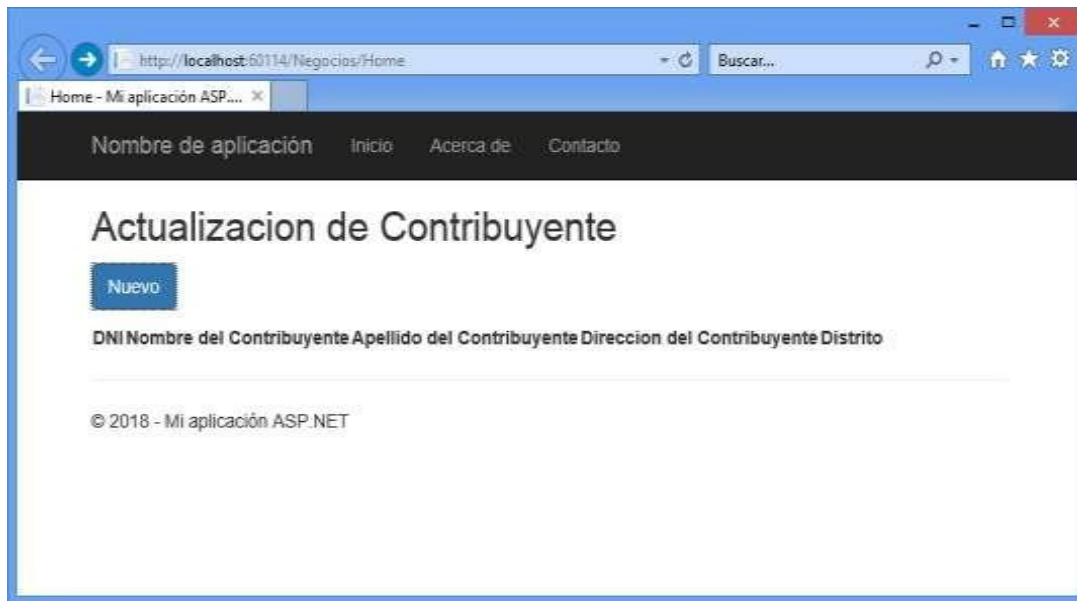 http://localhost:60114/Negocios/Home
Buscar...
Home - Mi aplicación ASP....
Nombre de aplicación Inicio Acerca de Contacto
Actualizacion de Contribuyente
Nuevo
DNI Nombre del Contribuyente Apellido del Contribuyente Direccion del Contribuyente Distrito
© 2018 - Mi aplicación ASP.NET